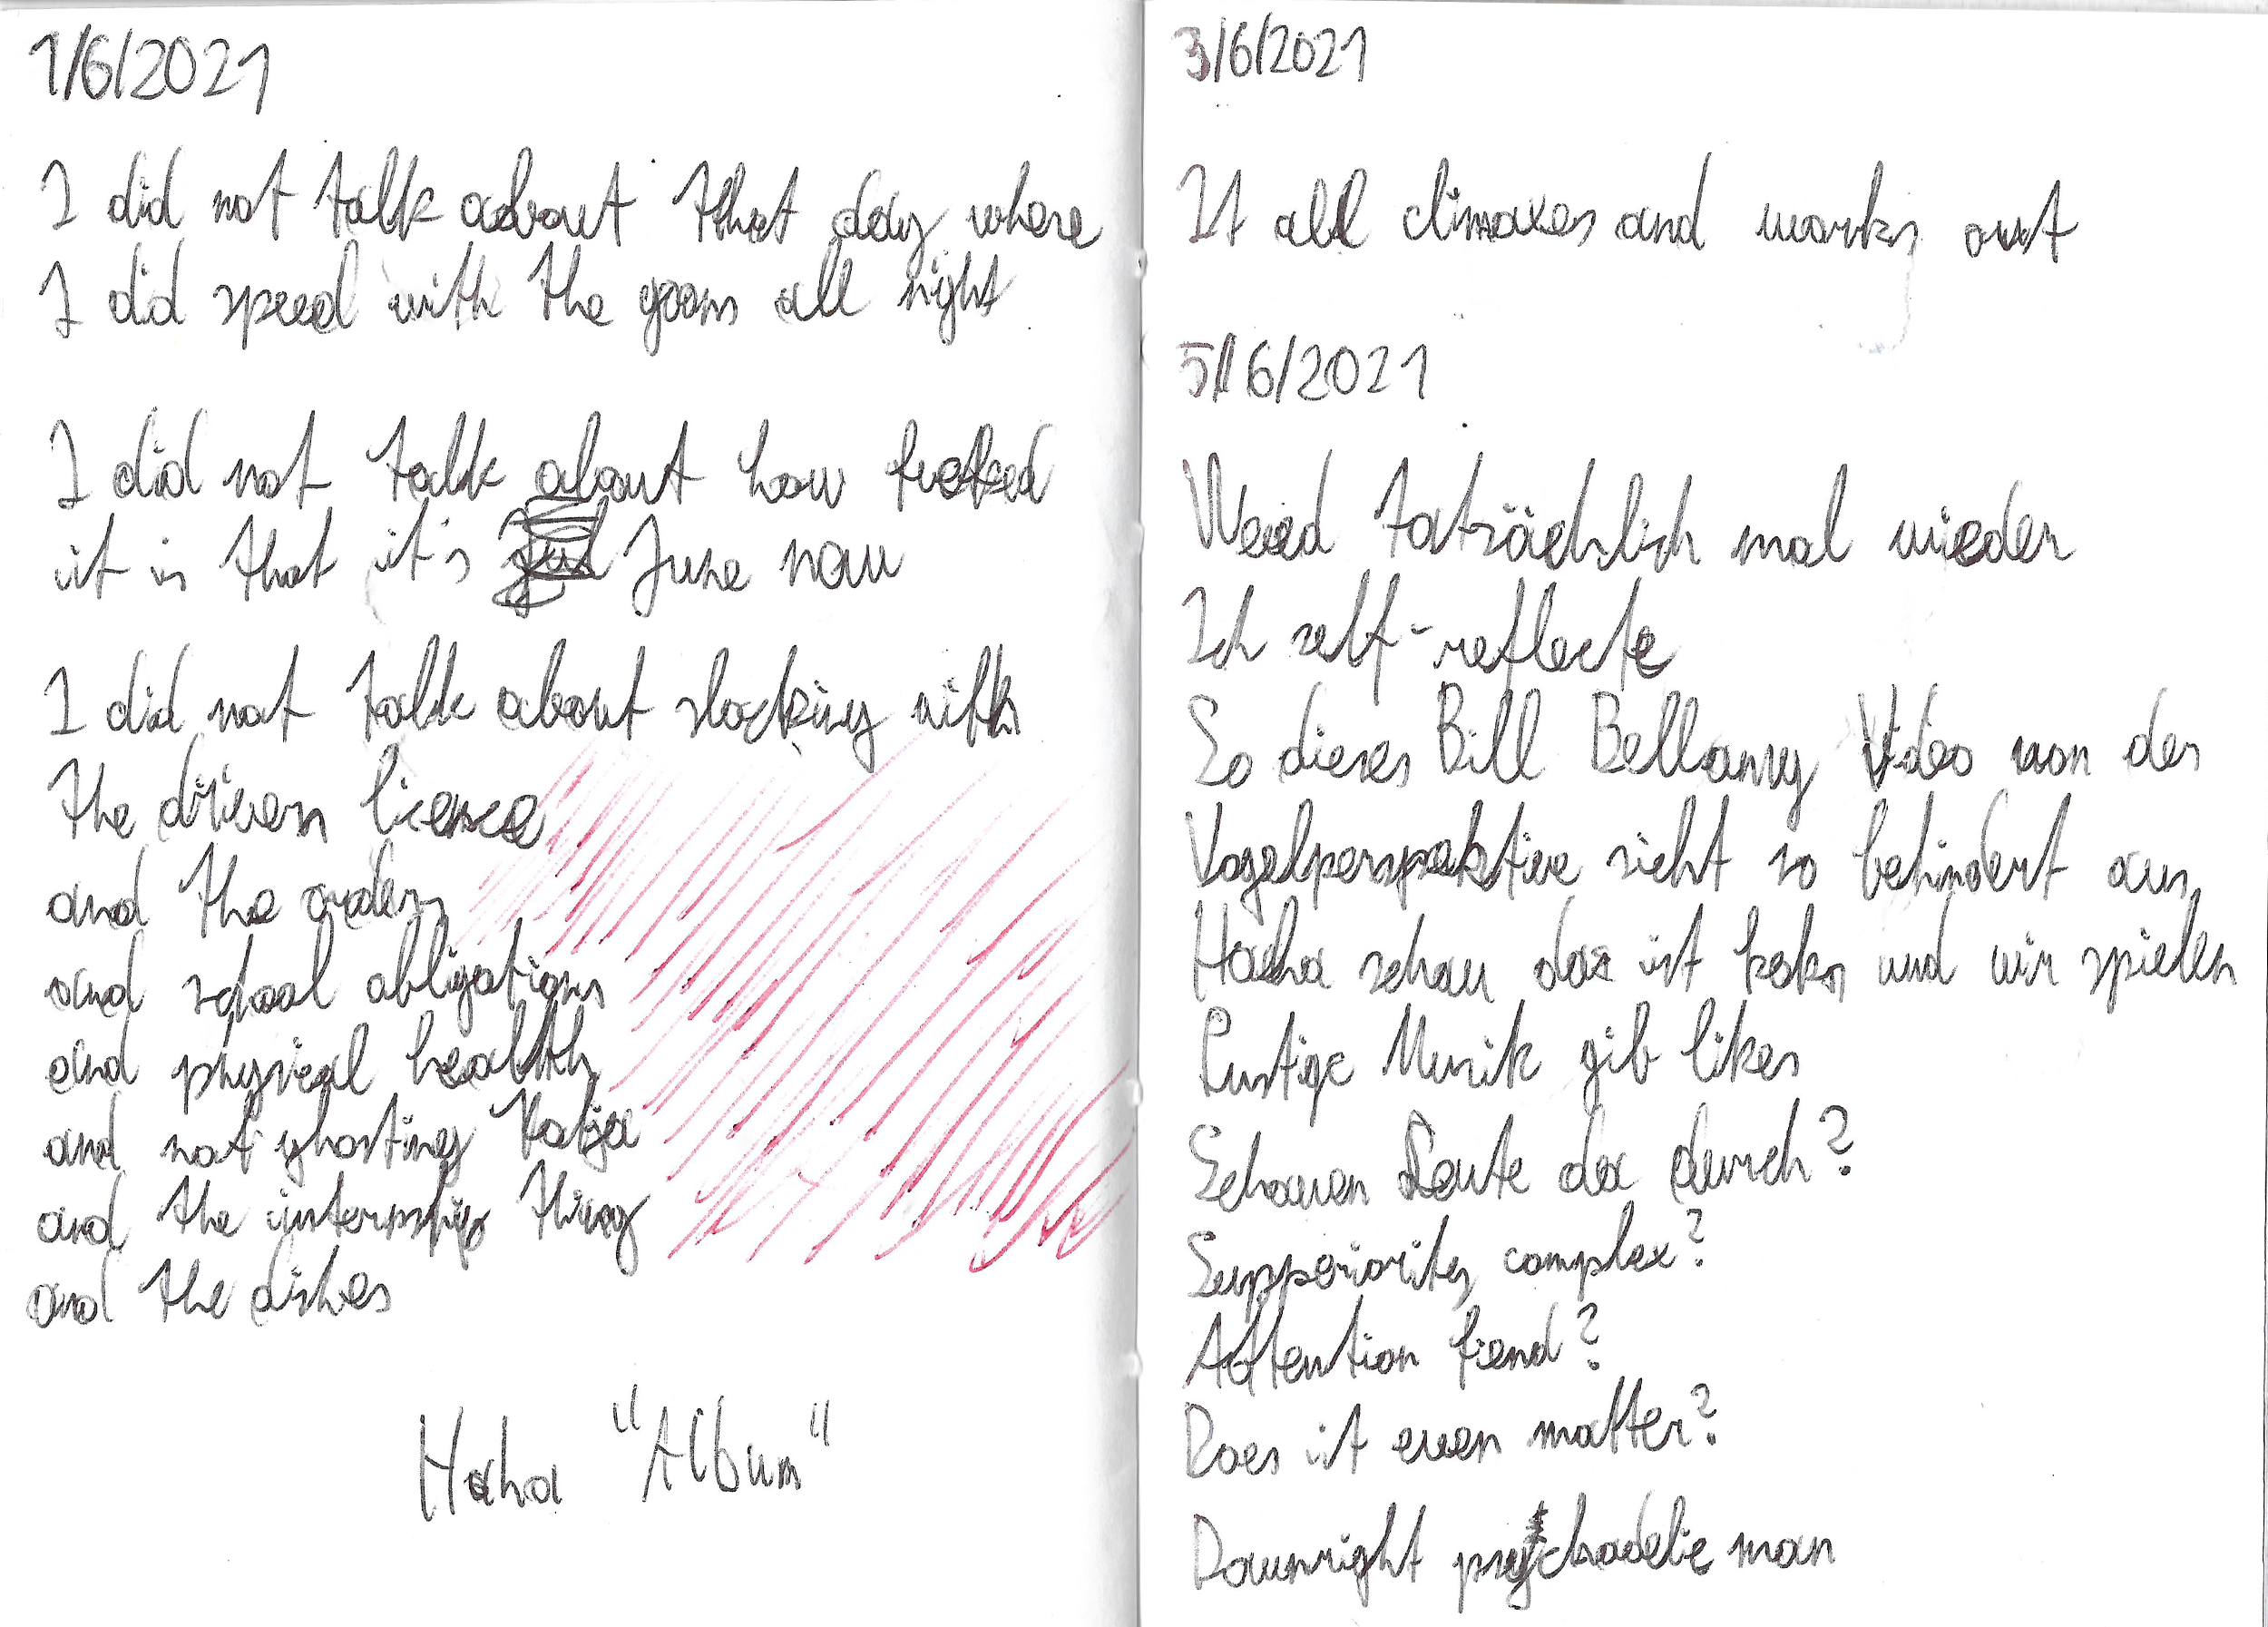 1/6/2021
I did not talk about that day where
I did speed with the goons all night
I did not talk about how fucked
it is that it's June now
I did not talk about slacking with
the drivers licence
and the orders
and school obligations
and physical health
and not ghosting Katja
and the internship thing
and the dishes
Haha "Album"
3/6/2021
It all climaxes and works out
5/6/2021
Weed tatsächlich mal wieder
Ich self-reflecte
So dieses Bill Bellamy Video von der
Vogelperspektive sieht so behindert aus
Haha schau das ist koks und wir spielen
Lustige Musik gib likes
Schauen Leute da durch?
Supperiority complex?
Attention fiend?
Does it even matter?
Downright psychadelic man